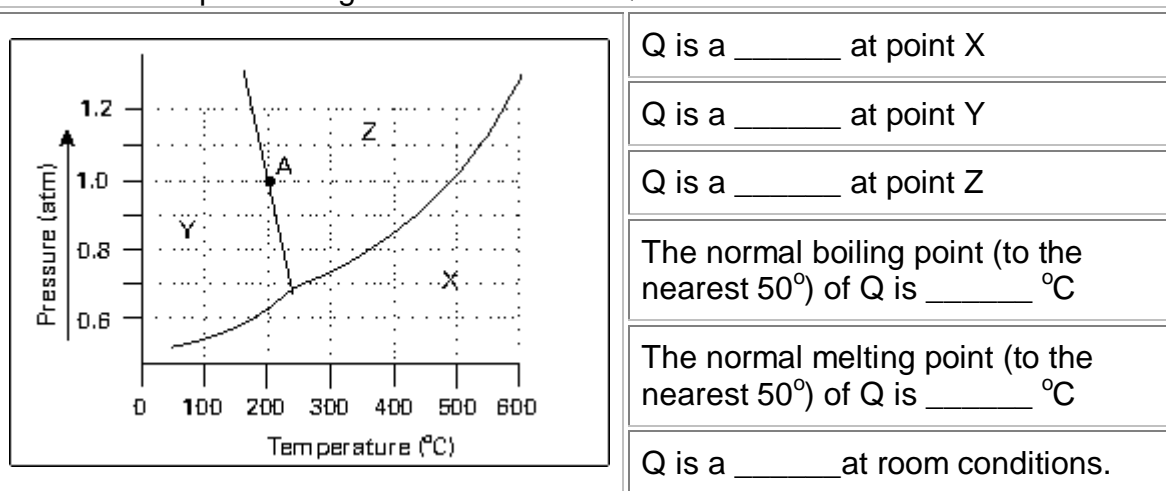 Q is a ______ at point X
Q is a ______ at point Y
Q is a ______ at point Z
The normal boiling point (to the
nearest 50°) of Q is ______ °C
The normal melting point (to the
nearest 50°) of Q is ______ °C
Q is a ______at room conditions.
Pressure (atm)
1.2
1.0
0.8
0.6
Z
A
Y
X
0 100 200 300 400 500 600
Temperature (°C)